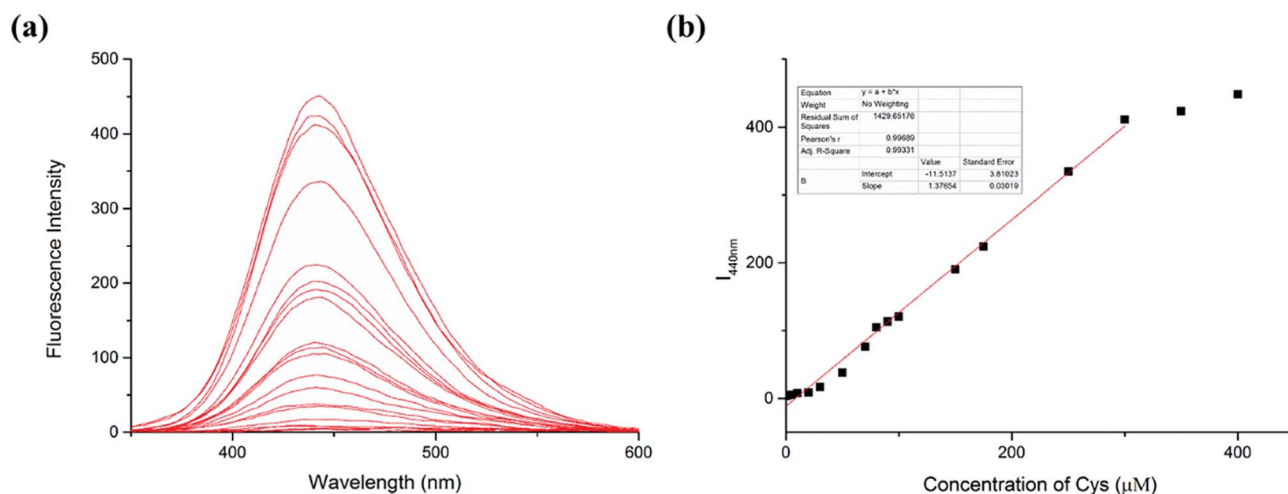 (a)
500
400
300
200
100
0
Fluorescence Intensity
400
500
600
Wavelength (nm)
(b)
400
200
0
I440nm
Equation y = a + b*x
Weight No Weighting
Residual Sum of
Squares 1429.65176
Pearson's r 0.99689
Adj. R-Square 0.99331
Value Standard Error
B Intercept -11.5137 3.81023
Slope 1.37654 0.03019
0
200
400
Concentration of Cys (μM)